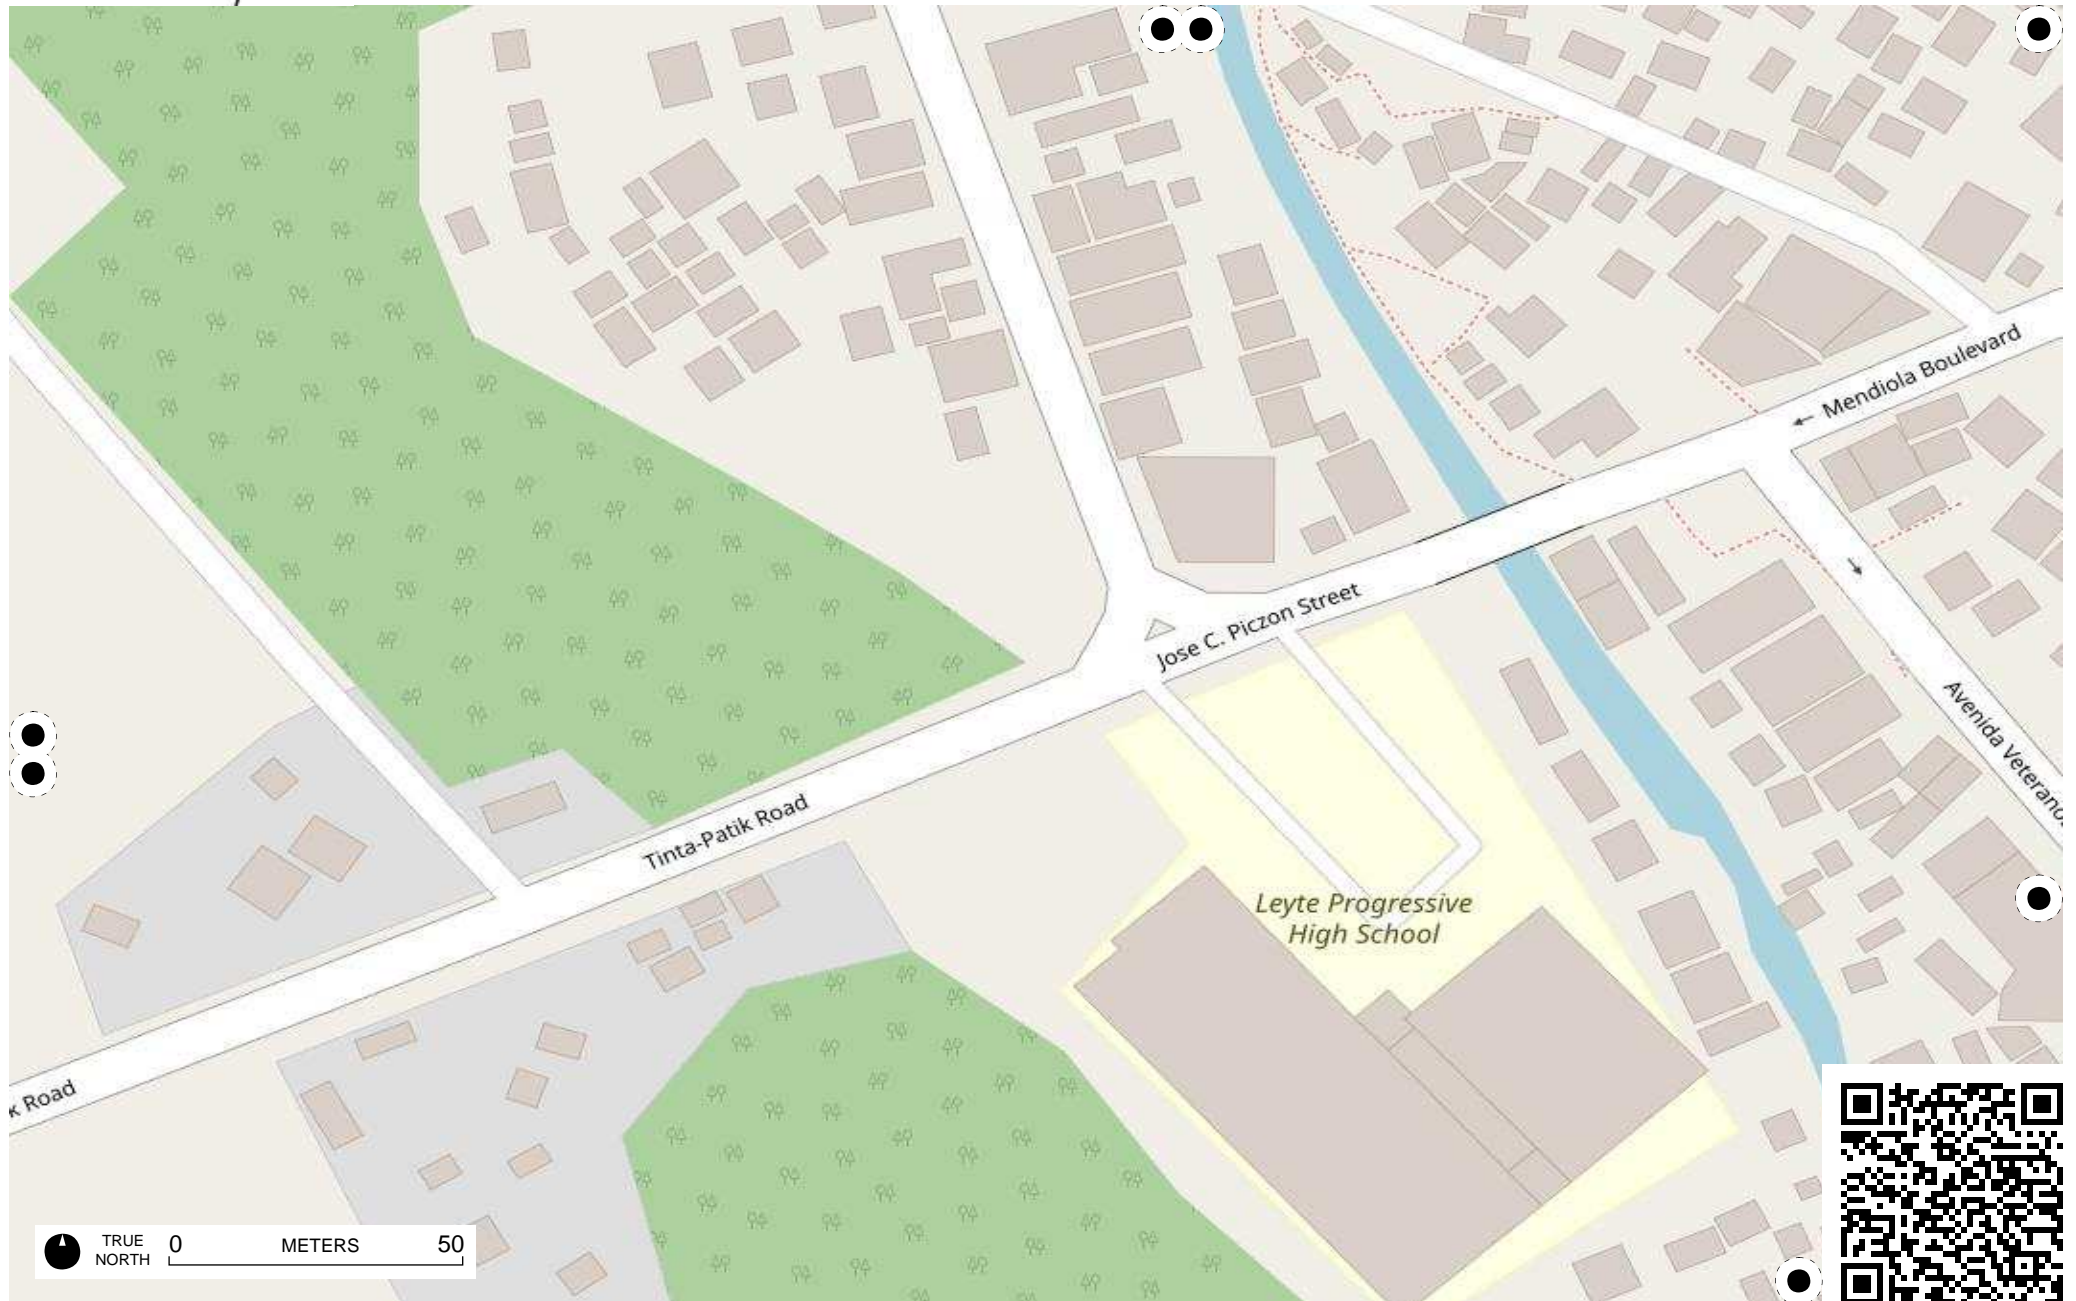 Mendiola Boulevard
Jose C. Piczon Street
Avenida Veteranos
Tinta-Patik Road
Leyte Progressive
High School
k Road
TRUE
NORTH
0
METERS
50